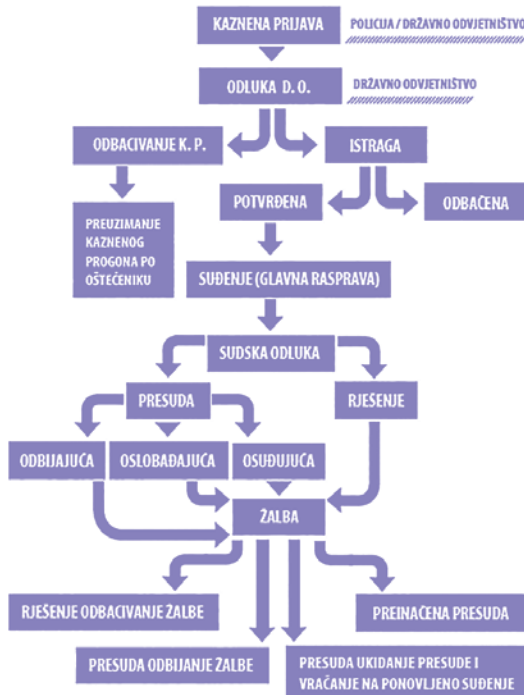 KAZNENA PRIJAVA
POLICIJA / DRŽAVNO ODVJETNIŠTVO
ODLUKA D. O.
DRŽAVNO ODVJETNIŠTVO
ODBACIVANJE K. P.
ISTRAGA
POTVRĐENA
ODBAČENA
PREUZIMANJE
KAZNENOG
PROGONA PO
OŠTEĆENIKU
SUĐENJE (GLAVNA RASPRAVA)
SUDSKA ODLUKA
PRESUDA
RJEŠENJE
ODBIJAJUĆA
OSLOBAĐAJUĆA
OSUĐUJUĆA
ŽALBA
RJEŠENJE ODBACIVANJE ŽALBE
PREINAČENA PRESUDA
PRESUDA ODBIJANJE ŽALBE
PRESUDA UKIDANJE PRESUDE I
VRAČANJE NA PONOVLJENO SUĐENJE